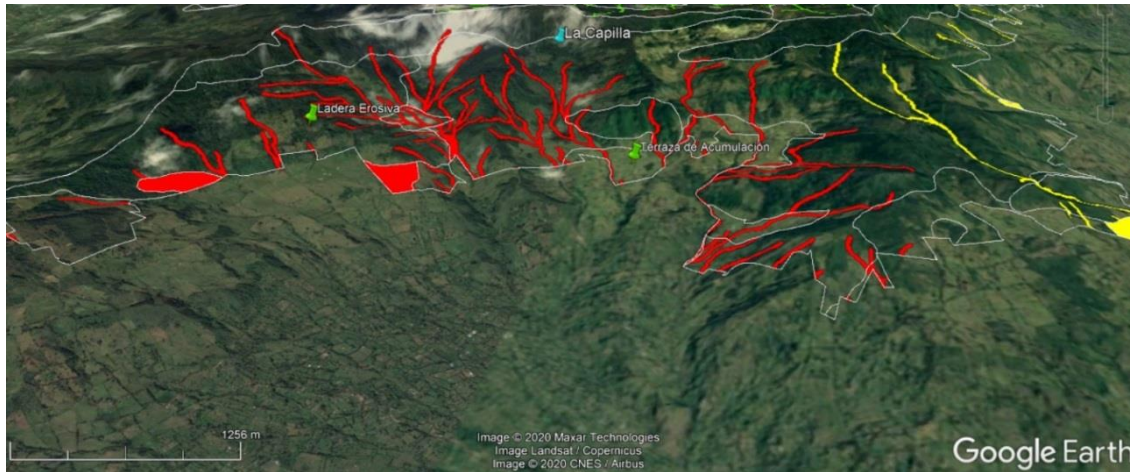 La Capilla
Ladera Erosiva
Terraza de Acumulación
1256 m
Image © 2020 Maxar Technologies
Image Landsat / Copernicus
Image © 2020 CNES / Airbus
Google Earth